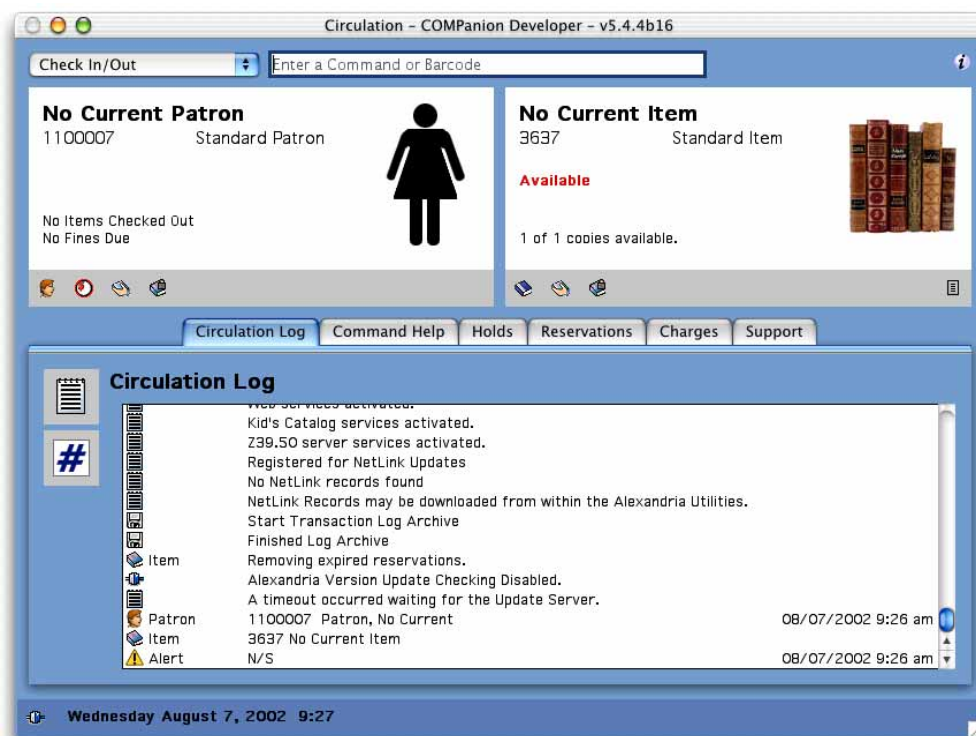 Circulation – COMPanion Developer – v5.4.4b16
Check In/Out
Enter a Command or Barcode
No Current Patron
1100007 Standard Patron
No Items Checked Out
No Fines Due
No Current Item
3637 Standard Item
Available
1 of 1 copies available.
Circulation Log Command Help Holds Reservations Charges Support
Circulation Log
#
Web services activated.
Kid's Catalog services activated.
Z39.50 server services activated.
Registered for NetLink Updates
No NetLink records found
NetLink Records may be downloaded from within the Alexandria Utilities.
Start Transaction Log Archive
Finished Log Archive
Item Removing expired reservations.
Alexandria Version Update Checking Disabled.
A timeout occurred waiting for the Update Server.
Patron 1100007 Patron, No Current 08/07/2002 9:26 am
Item 3637 No Current Item
Alert N/S 08/07/2002 9:26 am
Wednesday August 7, 2002 9:27